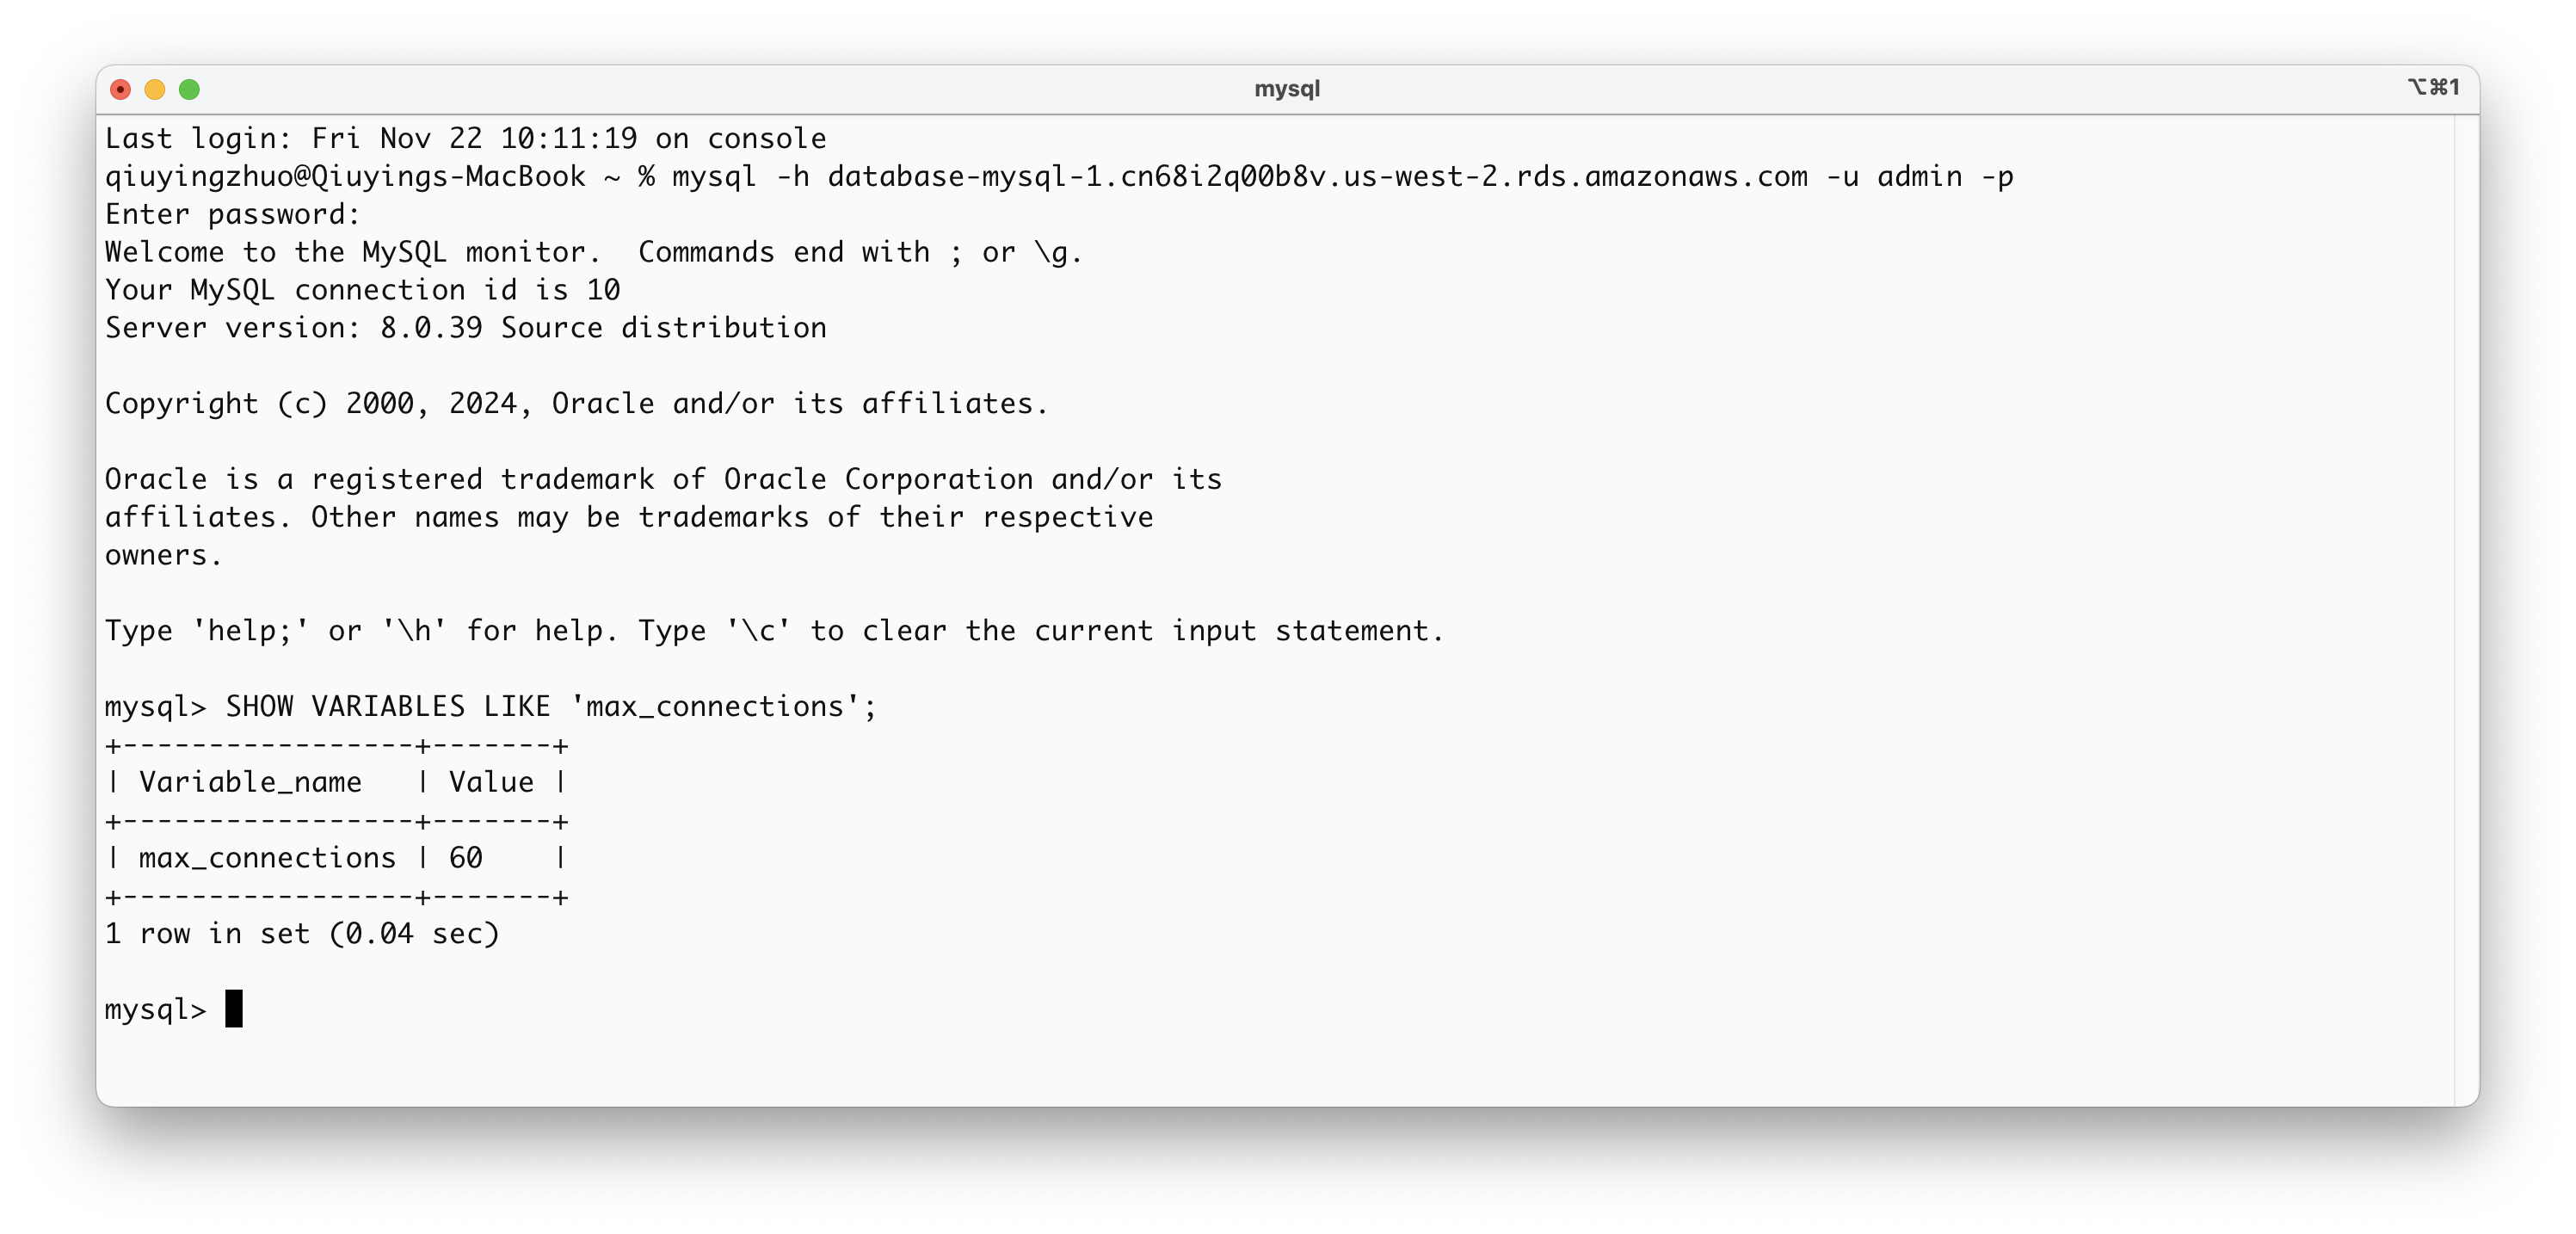 mysql
⌥⌘1
Last login: Fri Nov 22 10:11:19 on console
qiuyingzhuo@Qiuyings-MacBook ~ % mysql -h database-mysql-1.cn68i2q00b8v.us-west-2.rds.amazonaws.com -u admin -p
Enter password:
Welcome to the MySQL monitor.  Commands end with ; or \g.
Your MySQL connection id is 10
Server version: 8.0.39 Source distribution

Copyright (c) 2000, 2024, Oracle and/or its affiliates.

Oracle is a registered trademark of Oracle Corporation and/or its
affiliates. Other names may be trademarks of their respective
owners.

Type 'help;' or '\h' for help. Type '\c' to clear the current input statement.

mysql> SHOW VARIABLES LIKE 'max_connections';
+-----------------+-------+
| Variable_name   | Value |
+-----------------+-------+
| max_connections | 60    |
+-----------------+-------+
1 row in set (0.04 sec)

mysql>